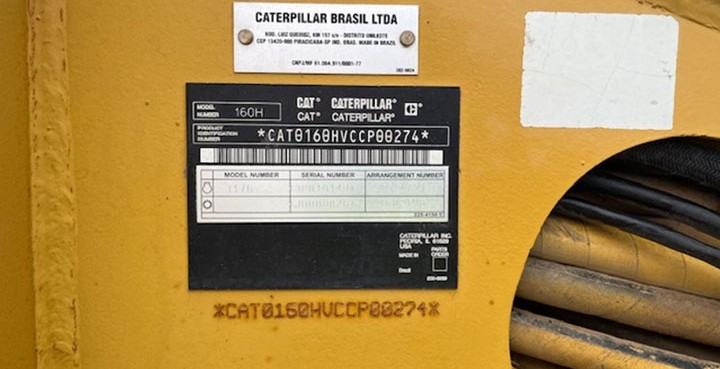 CATERPILLAR BRASIL LTDA
ROD. LUIZ QUEIROZ, KM 157 s/n - DISTRITO UNILESTE
CEP 13420-900 PIRACICABA-SP IND. BRAS. MADE IN BRAZIL
MODEL NUMBER 160H
CAT® CATERPILLAR®
CAT® CATERPILLAR®
PRODUCT IDENTIFICATION NUMBER *CAT0160HVCCP00274*
MODEL NUMBER SERIAL NUMBER ARRANGEMENT NUMBER
CATERPILLAR INC.
PEORIA, IL 61629
USA
MADE IN PARTS ORDER
Brazil
*CAT0160HVCCP00274*